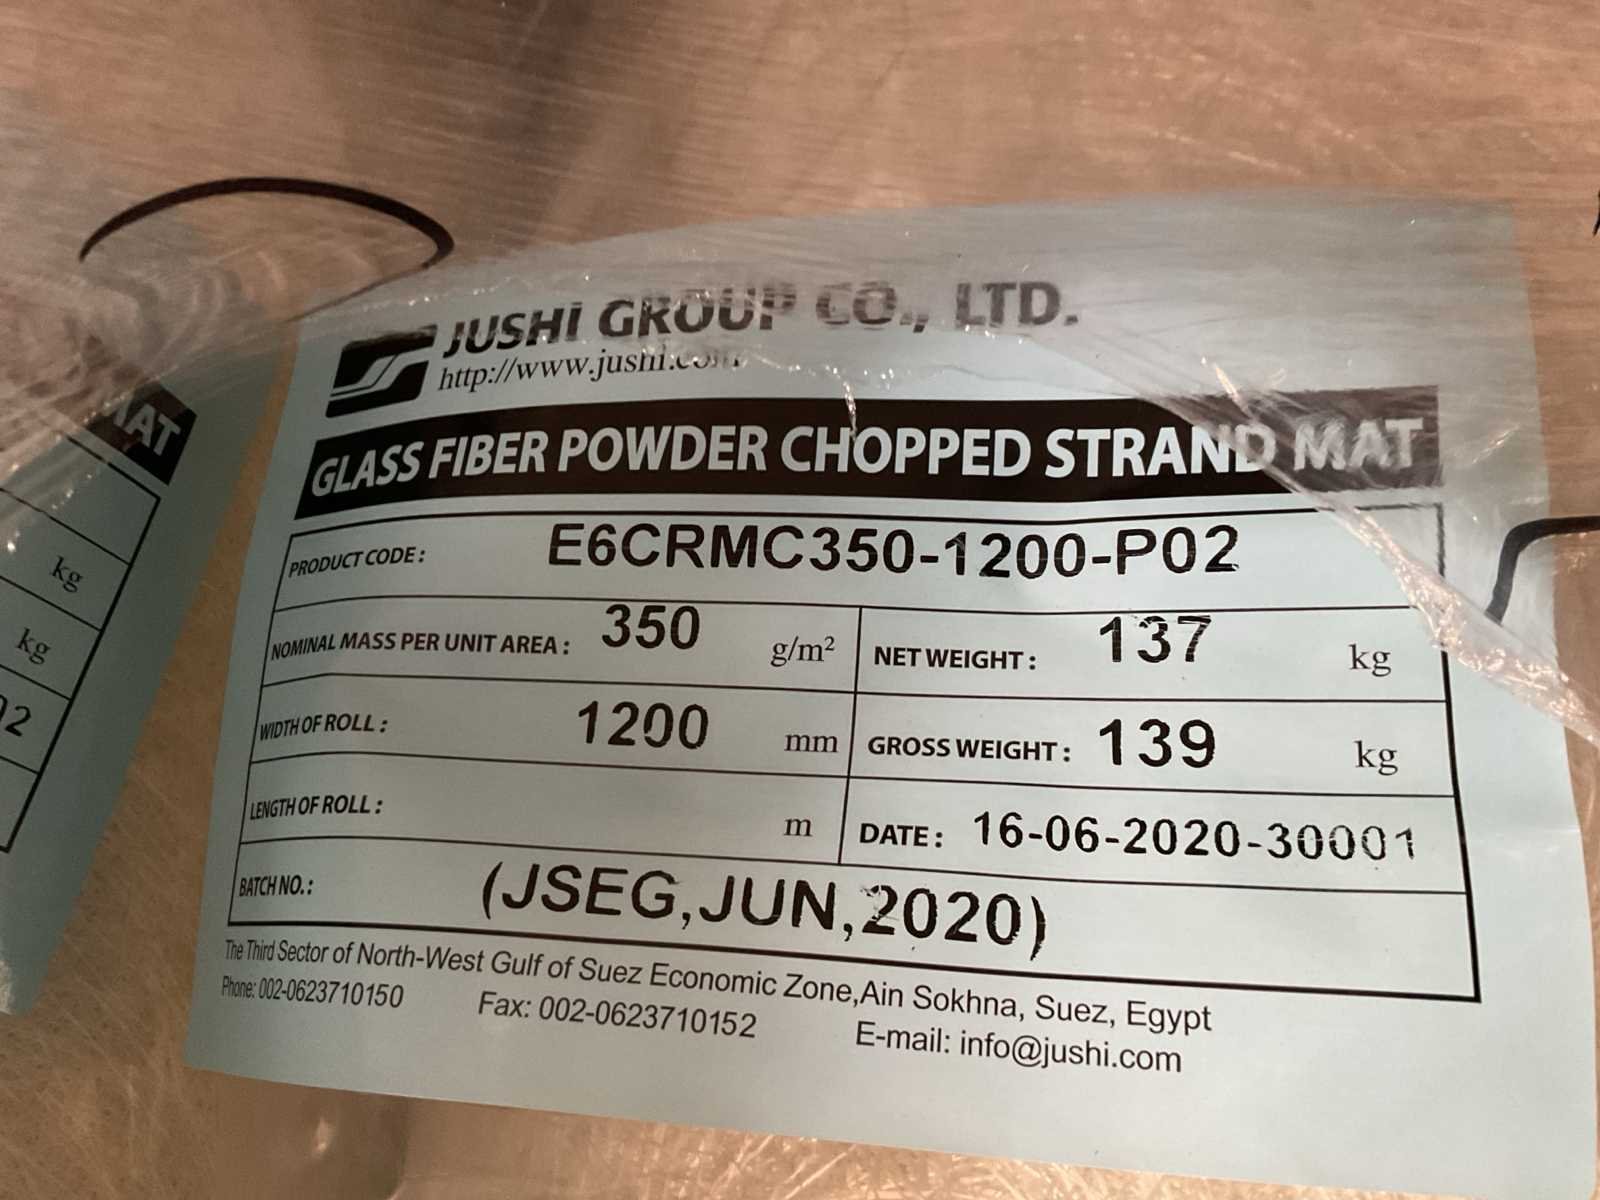 JUSHI GROUP CO., LTD.
http://www.jushi.com
GLASS FIBER POWDER CHOPPED STRAND MAT
PRODUCT CODE: E6CRMC350-1200-P02
NOMINAL MASS PER UNIT AREA: 350 g/m²
NET WEIGHT: 137 kg
WIDTH OF ROLL: 1200 mm
GROSS WEIGHT: 139 kg
LENGTH OF ROLL: m
DATE: 16-06-2020-30001
BATCH NO.: (JSEG,JUN,2020)
The Third Sector of North-West Gulf of Suez Economic Zone,Ain Sokhna, Suez, Egypt
Phone: 002-0623710150 Fax: 002-0623710152 E-mail: info@jushi.com
MAT
kg
kg